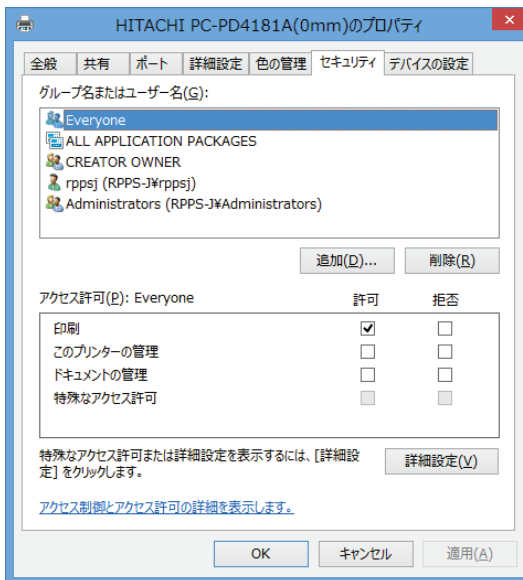 HITACHI PC-PD4181A(0mm)のプロパティ
×
全般 共有 ポート 詳細設定 色の管理 セキュリティ デバイスの設定
グループ名またはユーザー名(G):
Everyone
ALL APPLICATION PACKAGES
CREATOR OWNER
rppsj (RPPS-J¥rppsj)
Administrators (RPPS-J¥Administrators)
追加(D)... 削除(R)
アクセス許可(P): Everyone 許可 拒否
印刷
このプリンターの管理
ドキュメントの管理
特殊なアクセス許可
特殊なアクセス許可または詳細設定を表示するには、[詳細設
定] をクリックします。
詳細設定(V)
アクセス制御とアクセス許可の詳細を表示します。
OK キャンセル 適用(A)